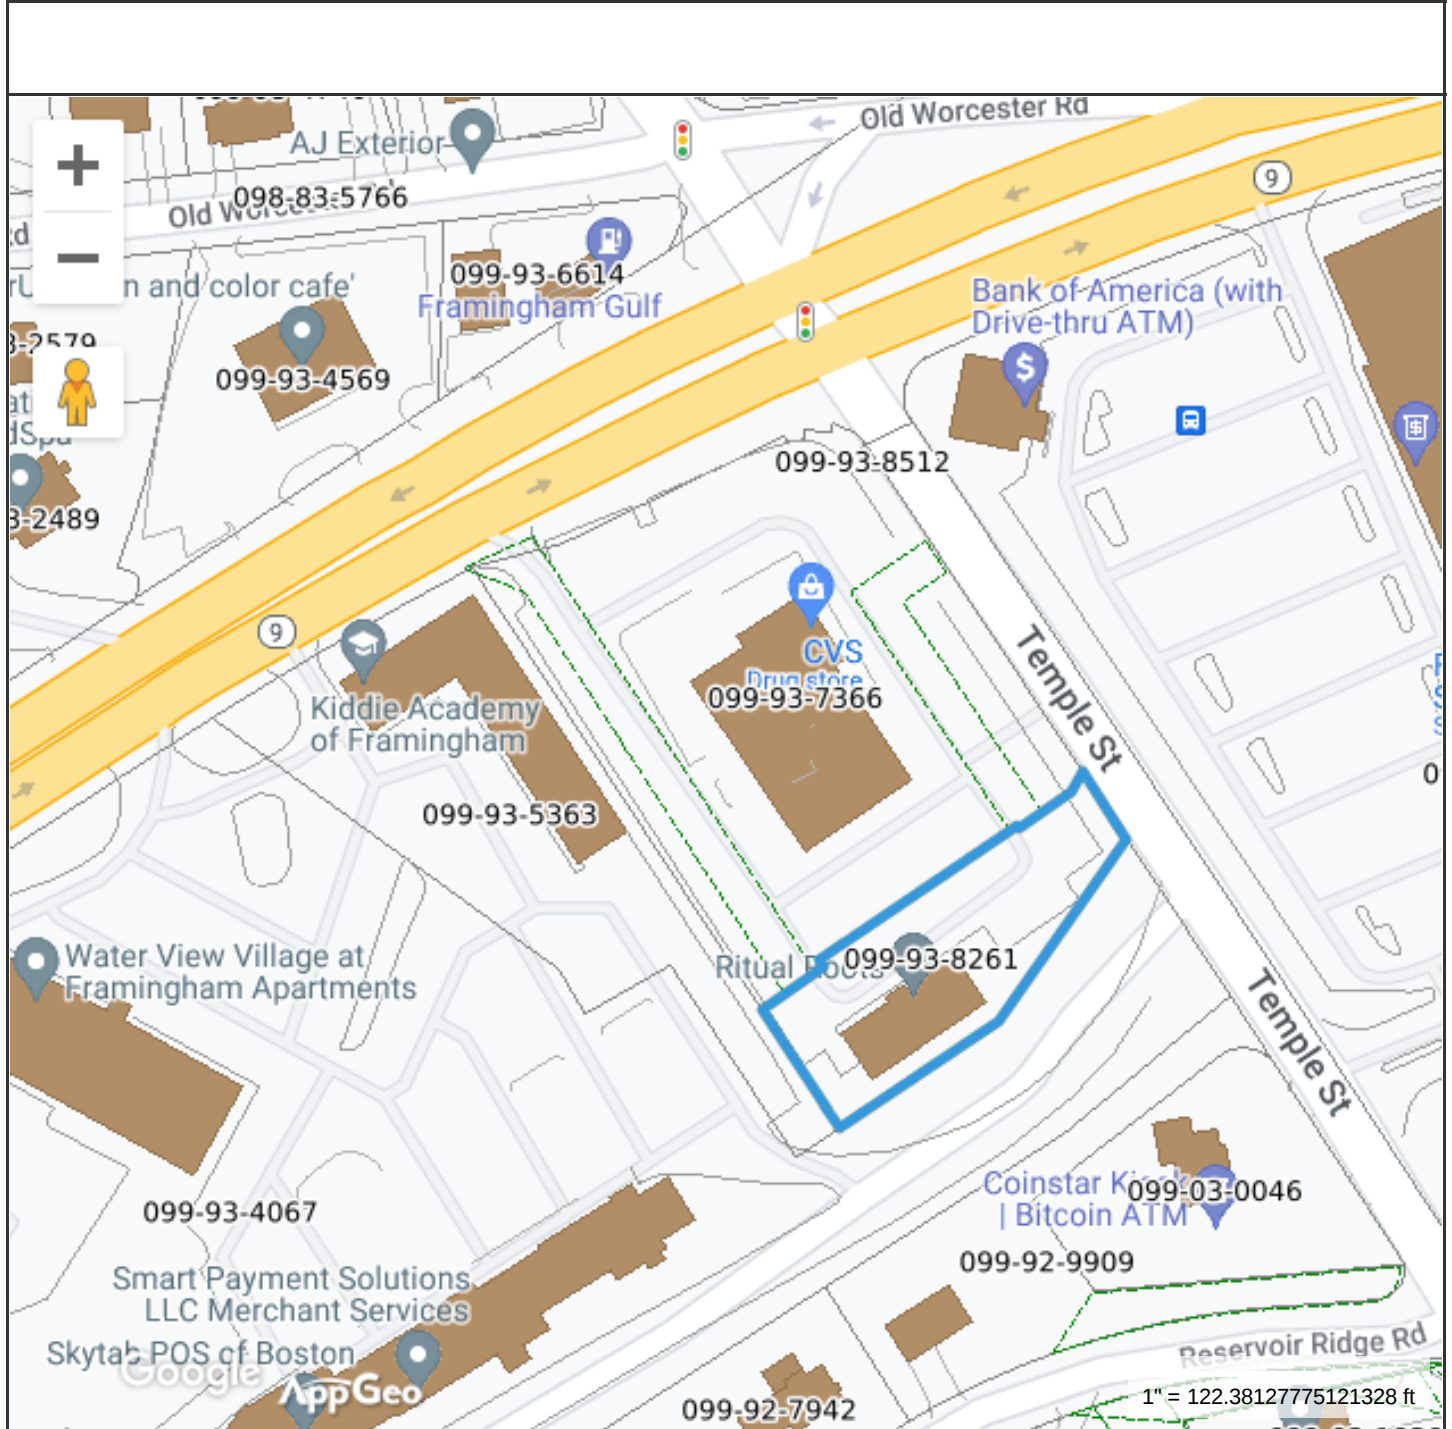 Old Worcester Rd
AJ Exterior
098-83-5766
9
099-93-6614
Framingham Gulf
n and color cafe'
Bank of America (with
Drive-thru ATM)
3-2579
099-93-4569
099-93-8512
3-2489
$
9
CVS
Drug store
099-93-7366
Temple St
Kiddie Academy
of Framingham
099-93-5363
Water View Village at
Framingham Apartments
Ritual
099-93-8261
Temple St
099-93-4067
Coinstar
| Bitcoin ATM
099-03-0046
099-92-9909
Smart Payment Solutions
LLC Merchant Services
Skytab POS of Boston
Reservoir Ridge Rd
Google
AppGeo
099-92-7942
1" = 122.38127775121328 ft